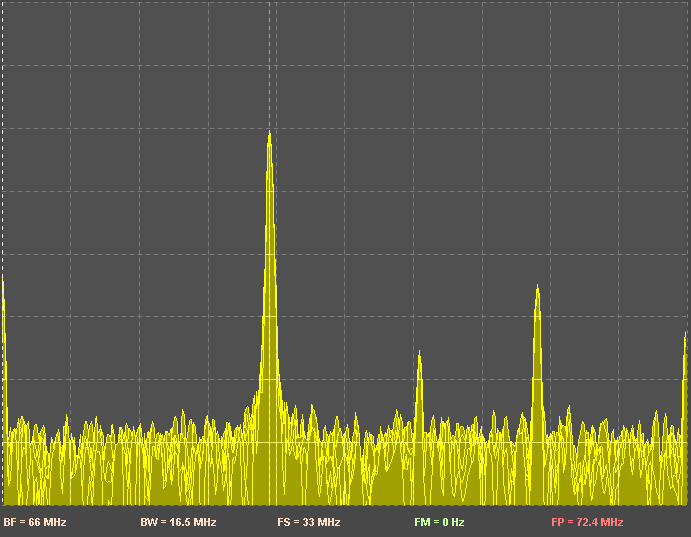 BF = 66 MHz BW = 16.5 MHz FS = 33 MHz FM = 0 Hz FP = 72.4 MHz